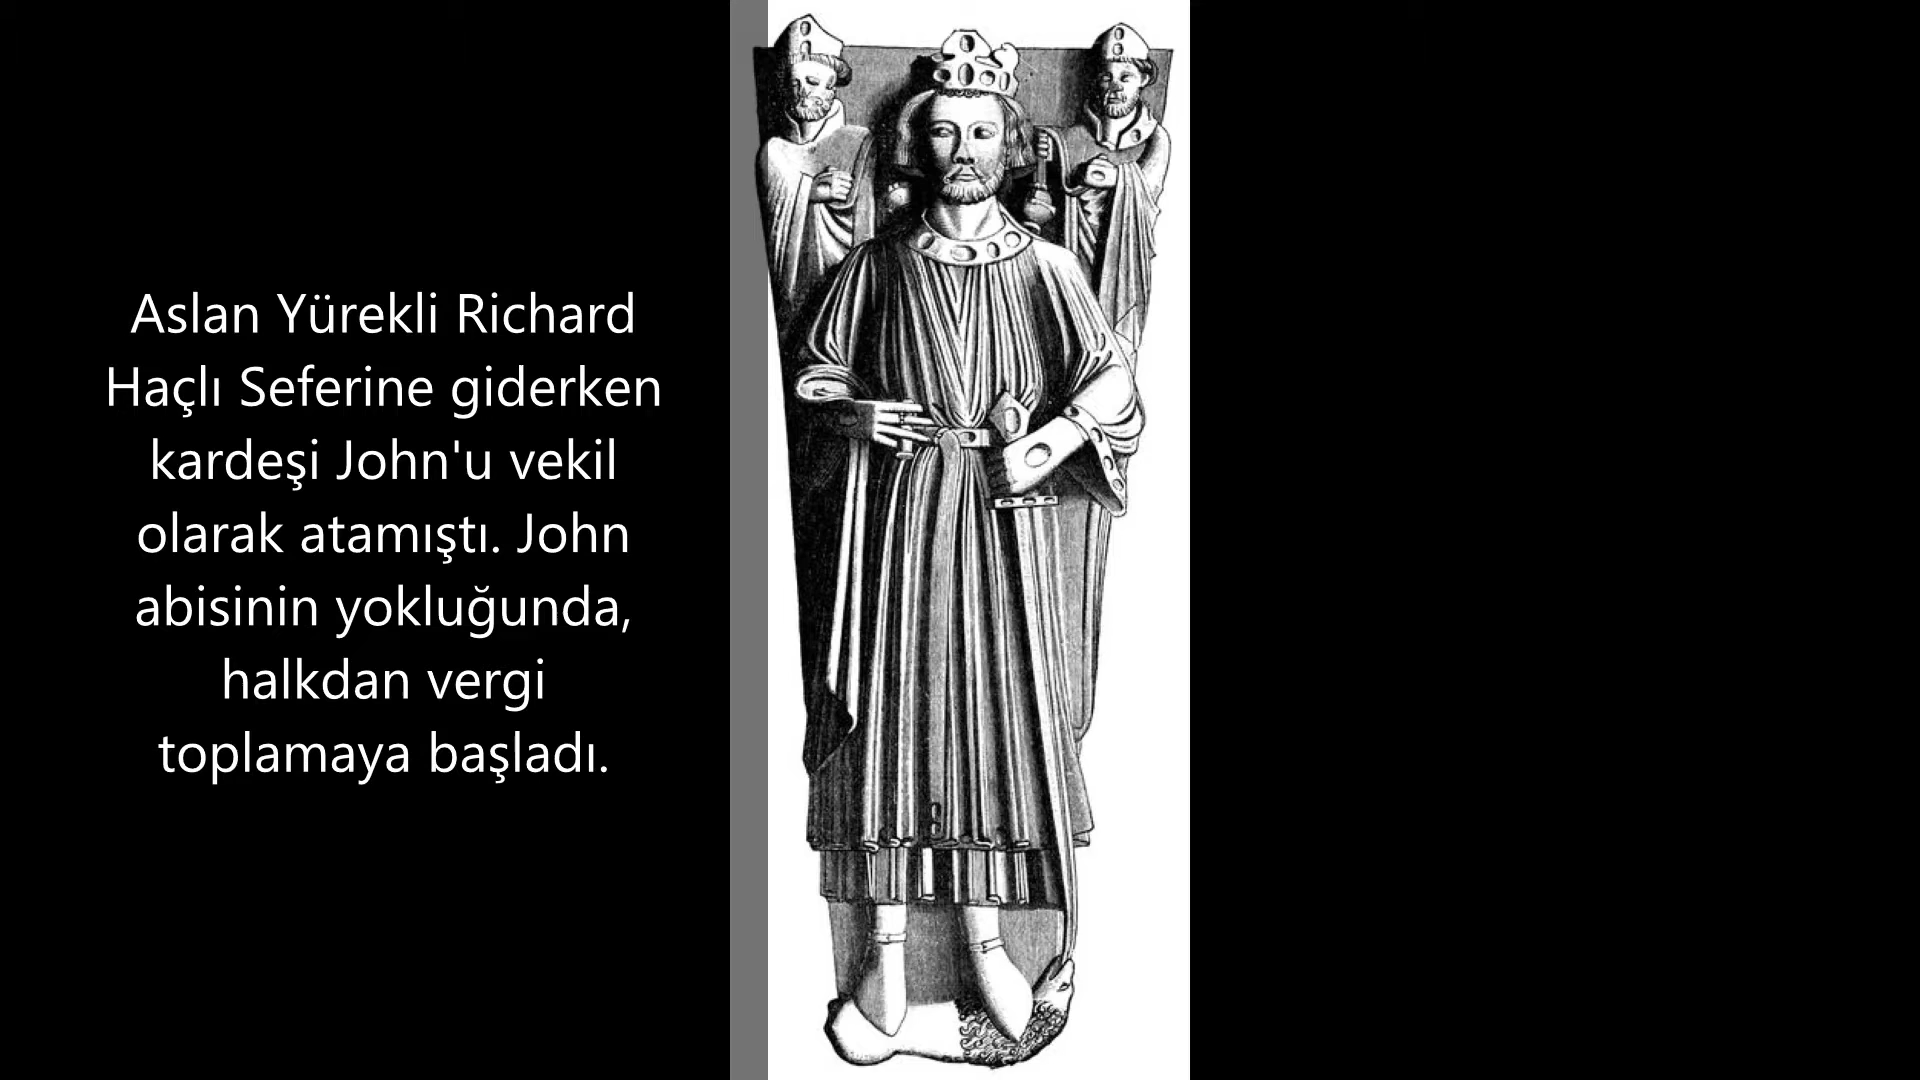 Aslan Yürekli Richard
Haçlı Seferine giderken
kardeşi John'u vekil
olarak atamıştı. John
abisinin yokluğunda,
halkdan vergi
toplamaya başladı.